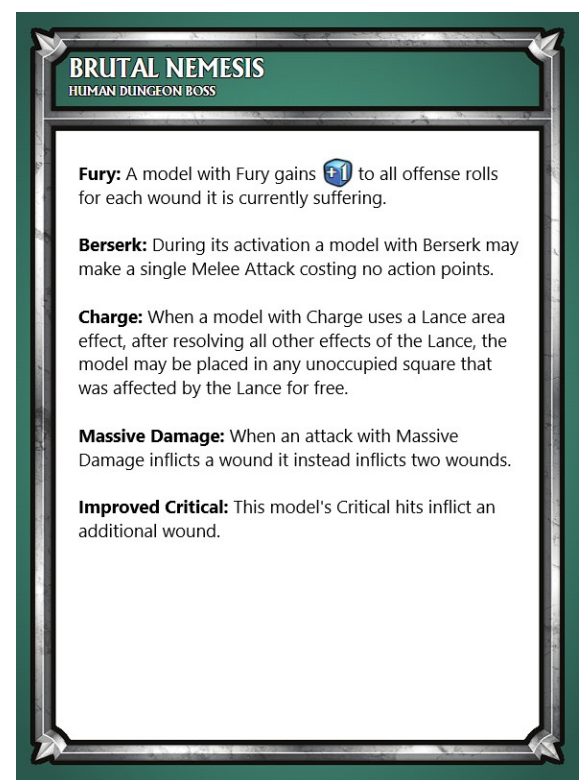 BRUTAL NEMESIS
HUMAN DUNGEON BOSS
Fury: A model with Fury gains +1 to all offense rolls
for each wound it is currently suffering.
Berserk: During its activation a model with Berserk may
make a single Melee Attack costing no action points.
Charge: When a model with Charge uses a Lance area
effect, after resolving all other effects of the Lance, the
model may be placed in any unoccupied square that
was affected by the Lance for free.
Massive Damage: When an attack with Massive
Damage inflicts a wound it instead inflicts two wounds.
Improved Critical: This model's Critical hits inflict an
additional wound.